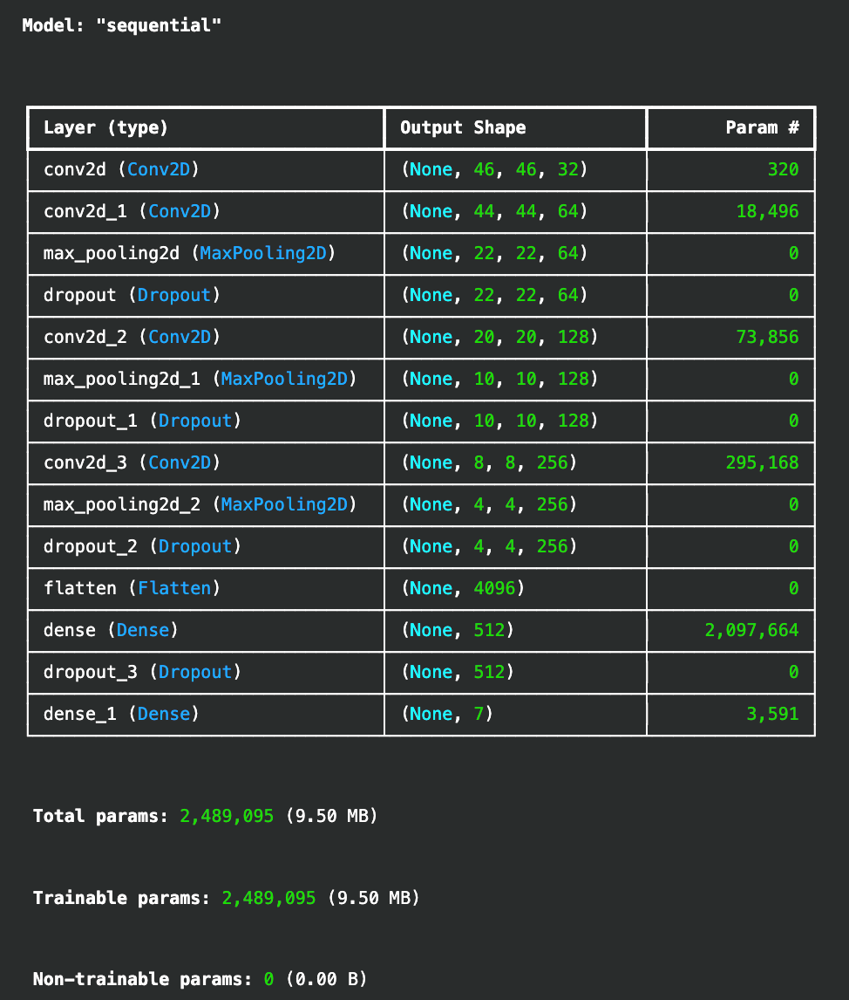 Model: "sequential"
Layer (type) Output Shape Param #
conv2d (Conv2D) (None, 46, 46, 32) 320
conv2d_1 (Conv2D) (None, 44, 44, 64) 18,496
max_pooling2d (MaxPooling2D) (None, 22, 22, 64) 0
dropout (Dropout) (None, 22, 22, 64) 0
conv2d_2 (Conv2D) (None, 20, 20, 128) 73,856
max_pooling2d_1 (MaxPooling2D) (None, 10, 10, 128) 0
dropout_1 (Dropout) (None, 10, 10, 128) 0
conv2d_3 (Conv2D) (None, 8, 8, 256) 295,168
max_pooling2d_2 (MaxPooling2D) (None, 4, 4, 256) 0
dropout_2 (Dropout) (None, 4, 4, 256) 0
flatten (Flatten) (None, 4096) 0
dense (Dense) (None, 512) 2,097,664
dropout_3 (Dropout) (None, 512) 0
dense_1 (Dense) (None, 7) 3,591
Total params: 2,489,095 (9.50 MB)
Trainable params: 2,489,095 (9.50 MB)
Non-trainable params: 0 (0.00 B)